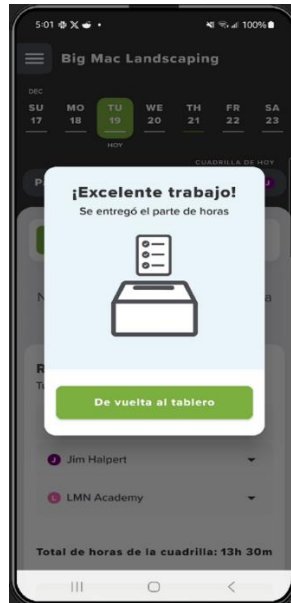 5:01 100%
Big Mac Landscaping
DEC
SU MO TU WE TH FR SA
17 18 19 20 21 22 23
HOY
CUADRILLA DE HOY
J
¡Excelente trabajo!
Se entregó el parte de horas
De vuelta al tablero
J Jim Halpert
L LMN Academy
Total de horas de la cuadrilla: 13h 30m